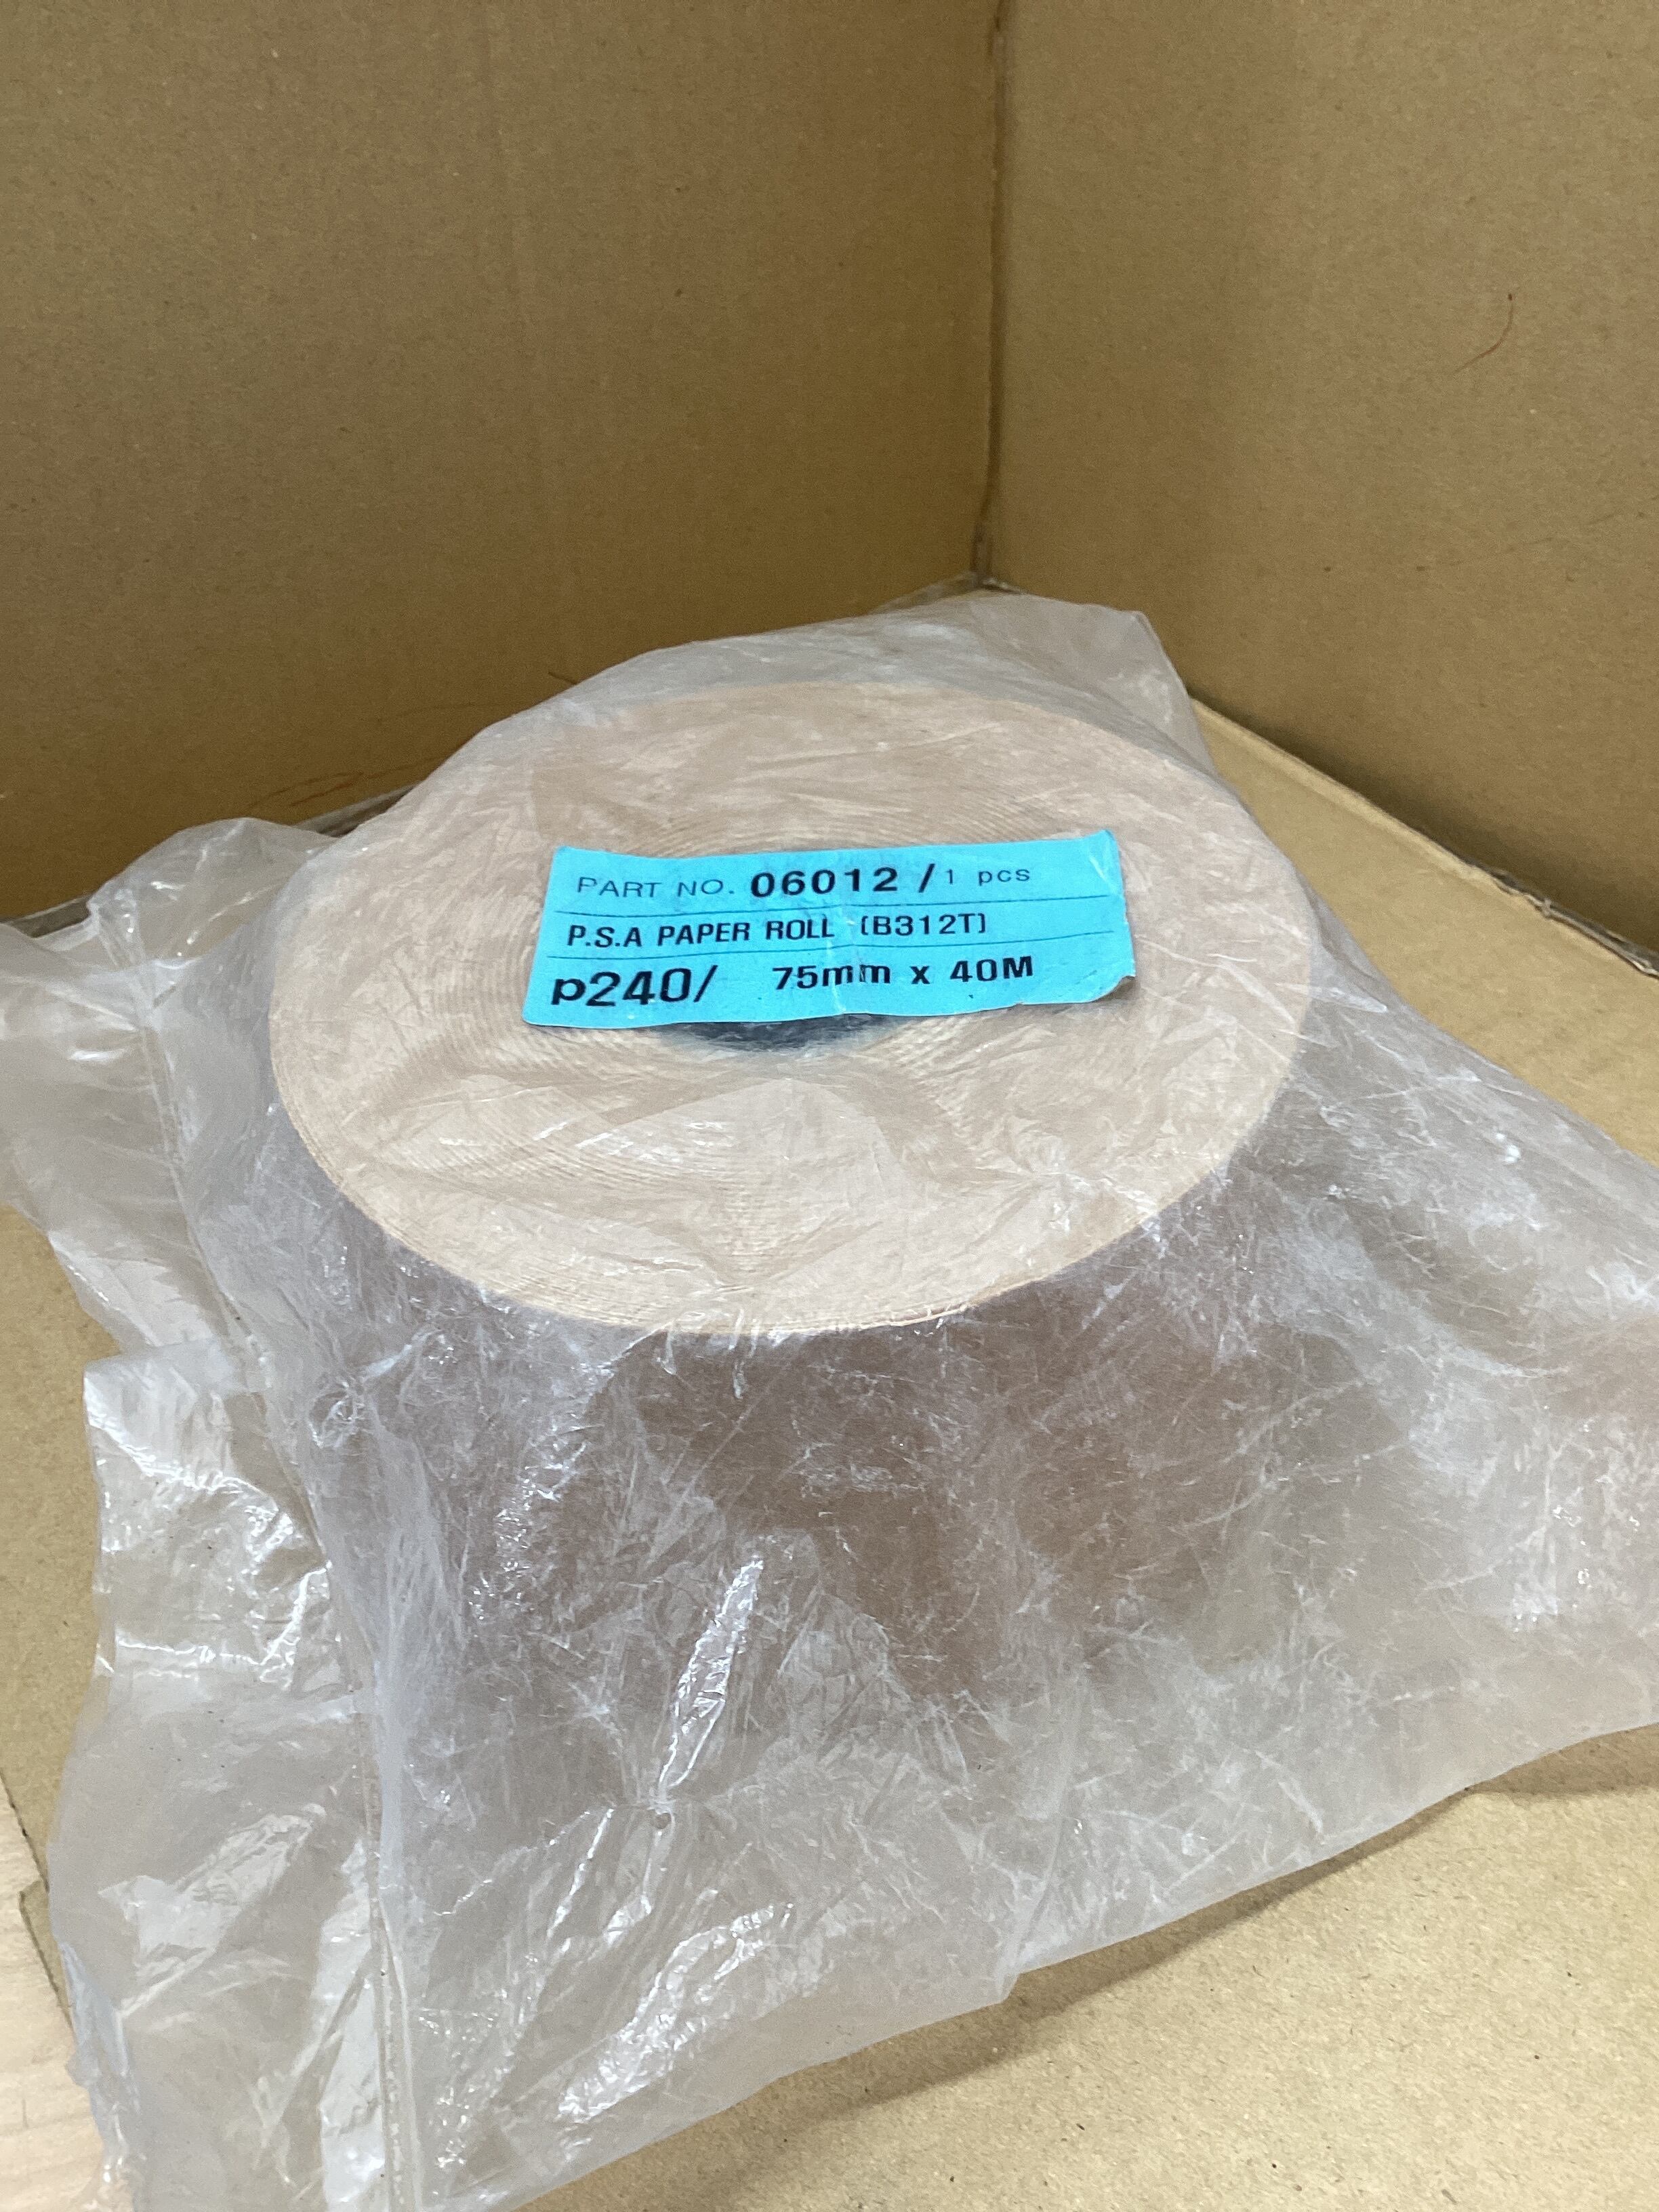 PART NO. 06012 / 1 pcs
P.S.A PAPER ROLL (B312T)
p240/ 75mm x 40M